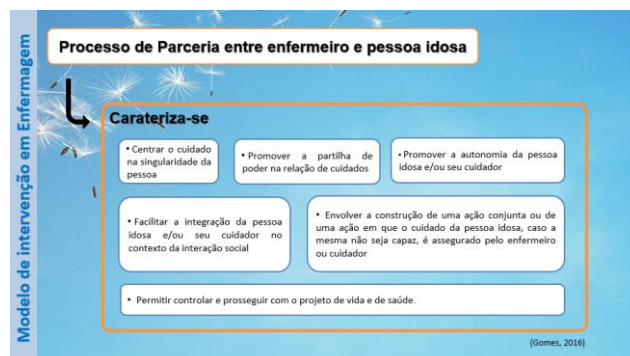 Modelo de intervenção em Enfermagem
Processo de Parceria entre enfermeiro e pessoa idosa
Carateriza-se
• Centrar o cuidado
na singularidade da
pessoa
• Promover a partilha de
poder na relação de cuidados
• Promover a autonomia da pessoa
idosa e/ou seu cuidador
• Facilitar a integração da pessoa
idosa e/ou seu cuidador no
contexto da interação social
• Envolver a construção de uma ação conjunta ou de
uma ação em que o cuidado da pessoa idosa, caso a
mesma não seja capaz, é assegurado pelo enfermeiro
ou cuidador
• Permitir controlar e prosseguir com o projeto de vida e de saúde.
(Gomes, 2016)